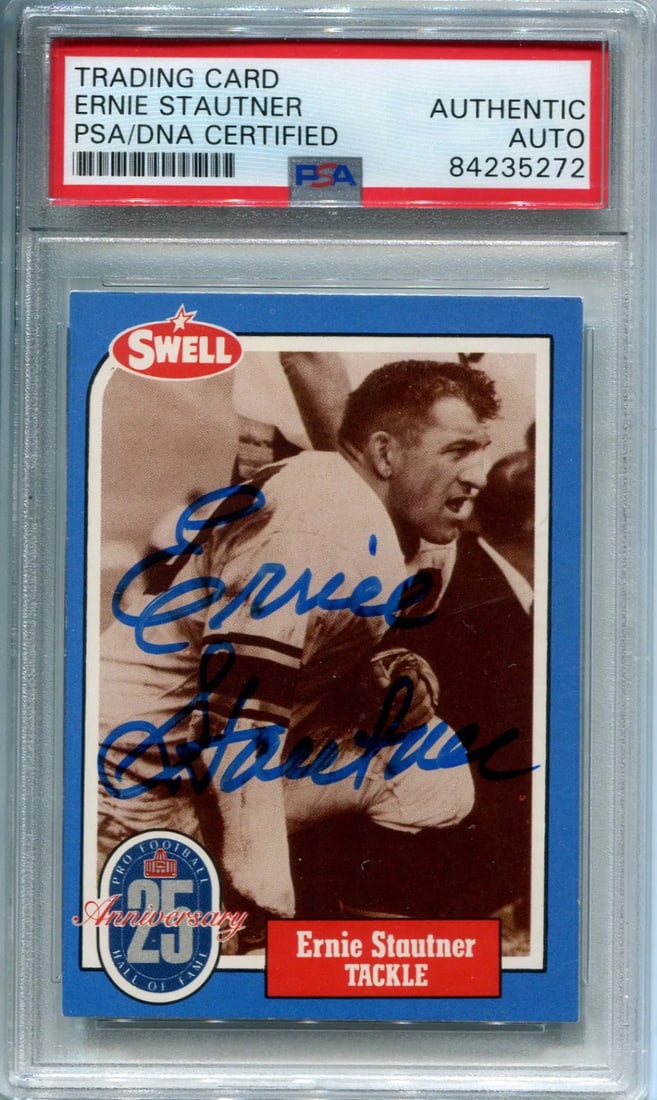 TRADING CARD
ERNIE STAUTNER
PSA/DNA CERTIFIED
AUTHENTIC
AUTO
84235272
PSA
SWELL
Ernie
Stautner
PRO FOOTBALL
25
Anniversary
HALL OF FAME
Ernie Stautner
TACKLE